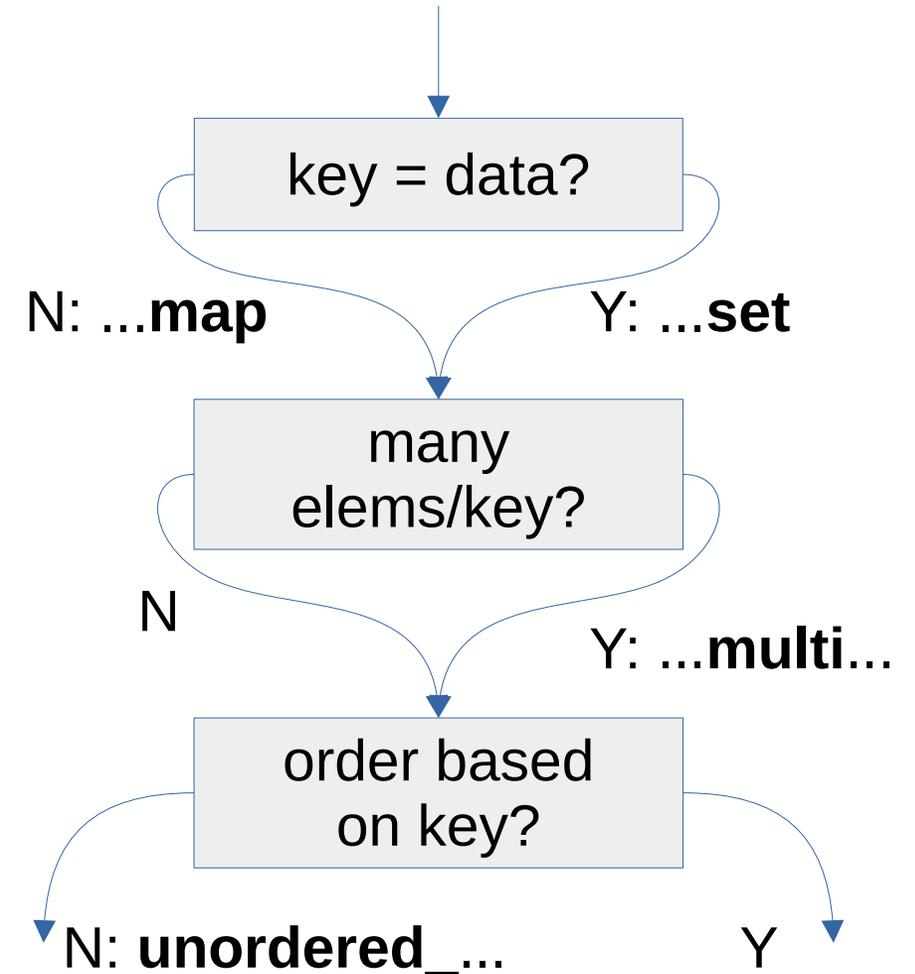 key = data?
N: ...map
Y: ...set
many
elems/key?
N
Y: ...multi...
order based
on key?
N: unordered_...
Y